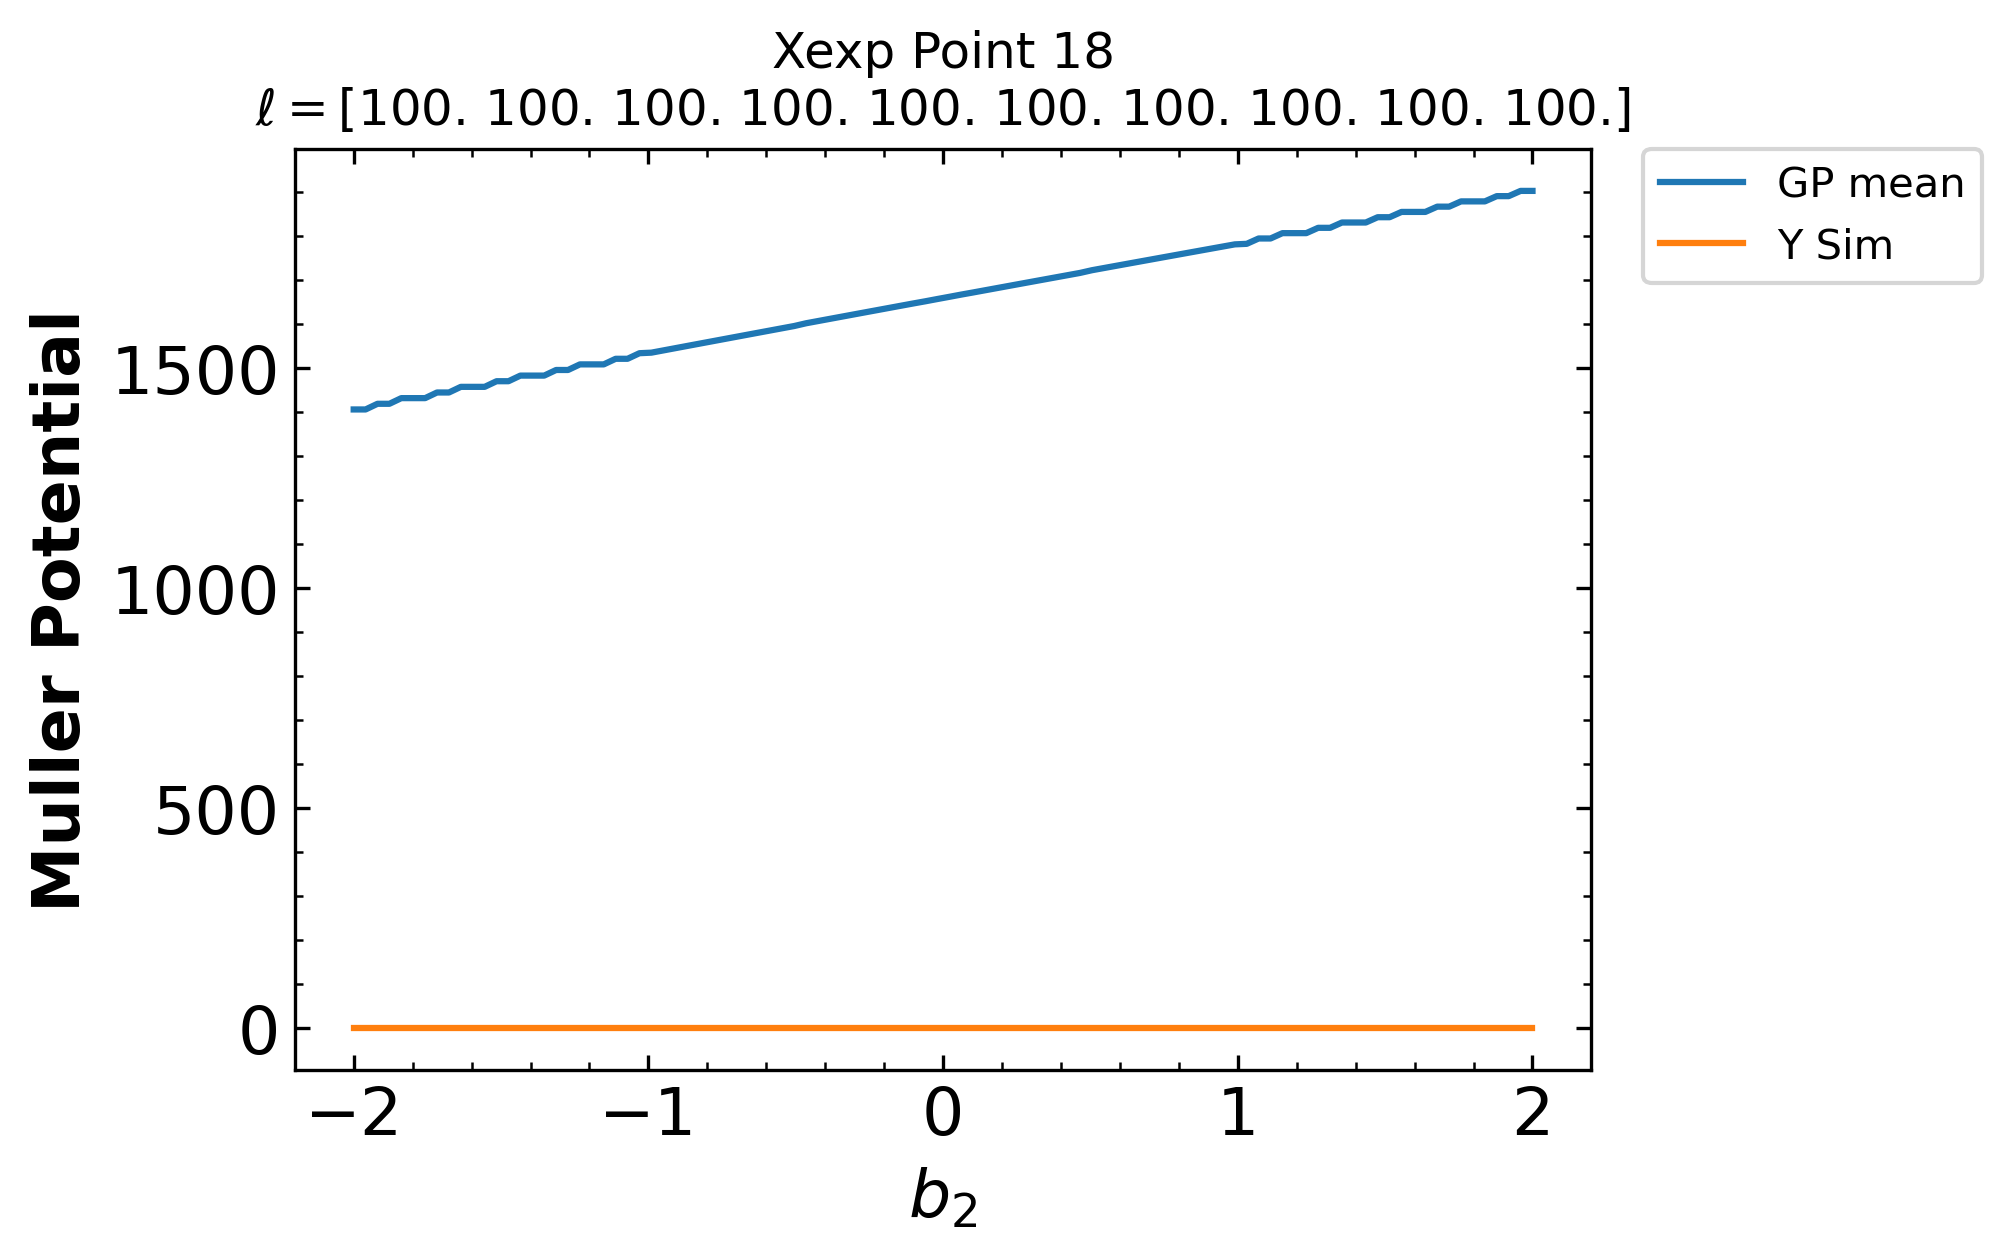 Xexp Point 18
ℓ = [100. 100. 100. 100. 100. 100. 100. 100. 100. 100.]
GP mean
Y Sim
Muller Potential
1500
1000
500
0
−2 −1 0 1 2
b₂